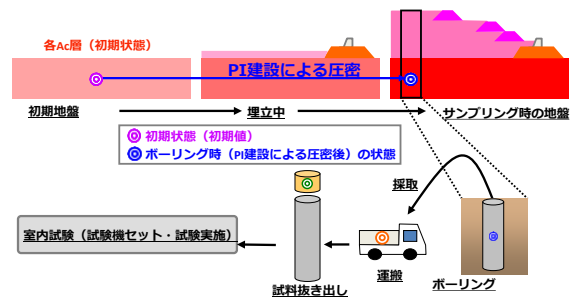 各Ac層（初期状態）
PI建設による圧密
初期地盤
埋立中
サンプリング時の地盤
初期状態（初期値）
ボーリング時（PI建設による圧密後）の状態
採取
室内試験（試験機セット・試験実施）
運搬
試料抜き出し
ボーリング